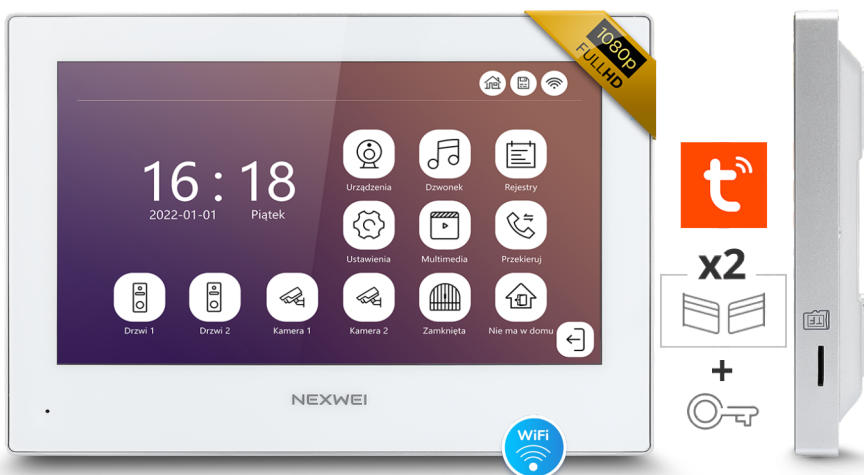 1080p
FULLHD
16:18
2022-01-01 Piątek
Urządzenia Dzwonek Rejestry
Ustawienia Multimedia Przekieruj
Drzwi 1 Drzwi 2 Kamera 1 Kamera 2 Zamknięta Nie ma w domu
NEXWEI
WiFi
t
x2
+
TF